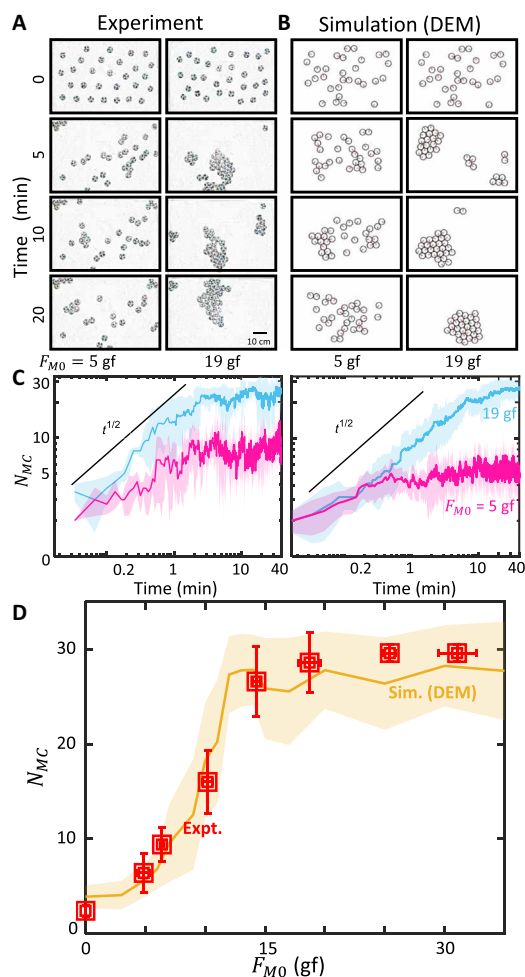 A Experiment B Simulation (DEM)
Time (min)
0
5
10
20
10 cm
F_M0 = 5 gf 19 gf 5 gf 19 gf
C
N_MC
30
10
5
0
t^1/2
0.2 1 10 40
Time (min)
t^1/2
19 gf
F_M0 = 5 gf
0.2 1 10 40
Time (min)
D
N_MC
30
20
10
0
Sim. (DEM)
Expt.
0 15 30
F_M0 (gf)